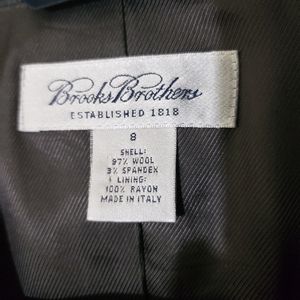 Brooks Brothers
ESTABLISHED 1818
8
SHELL:
97% WOOL
3% SPANDEX
LINING:
100% RAYON
MADE IN ITALY